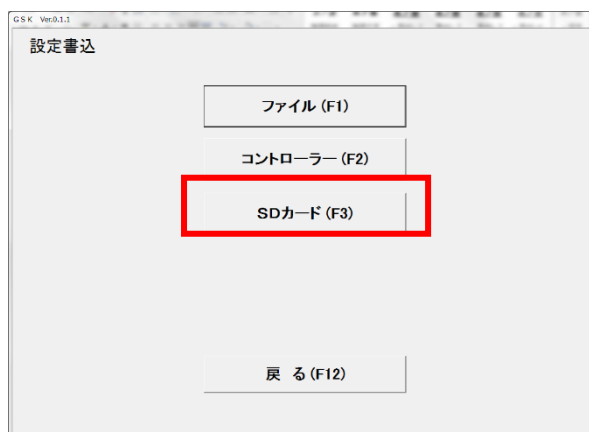 GSK Ver.0.1.1
設定書込
ファイル (F1)
コントローラー (F2)
SDカード (F3)
戻 る (F12)